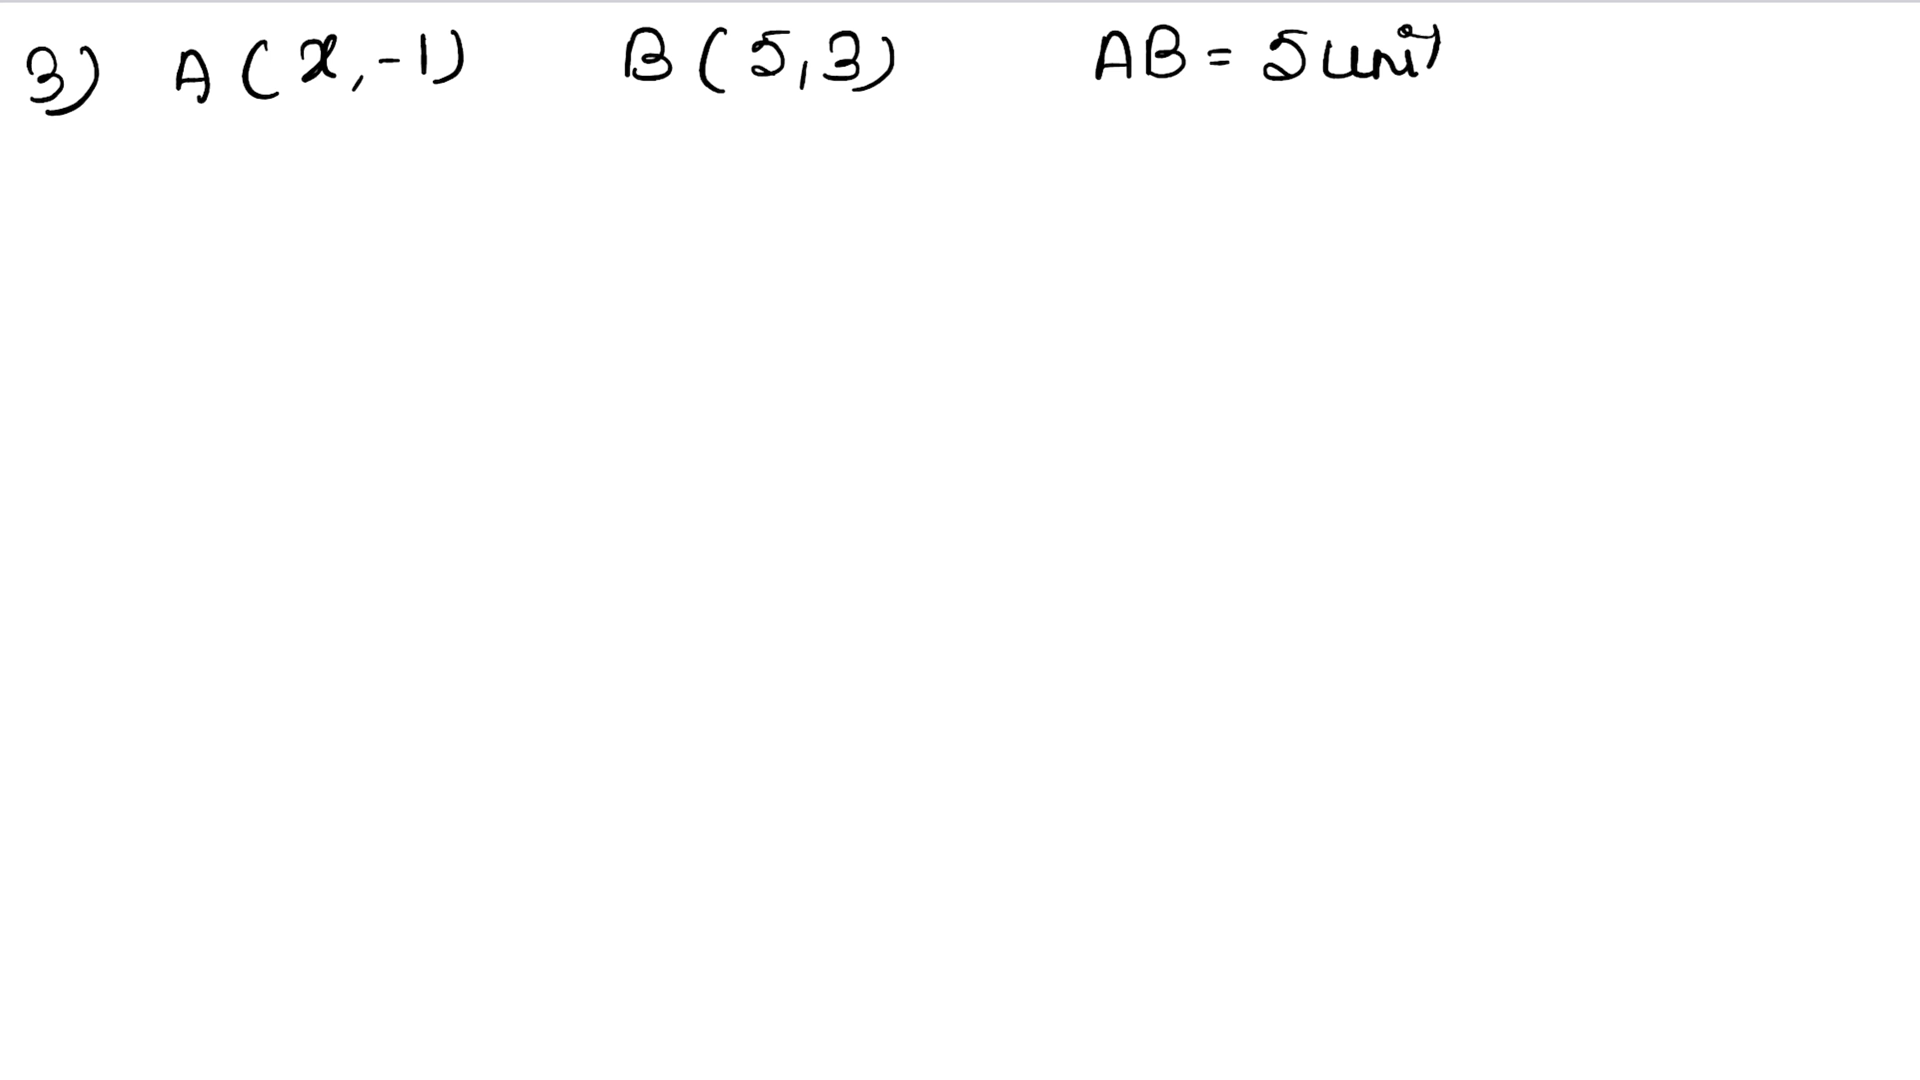 3) A(x,-1) B(5,3) AB = 5 unit